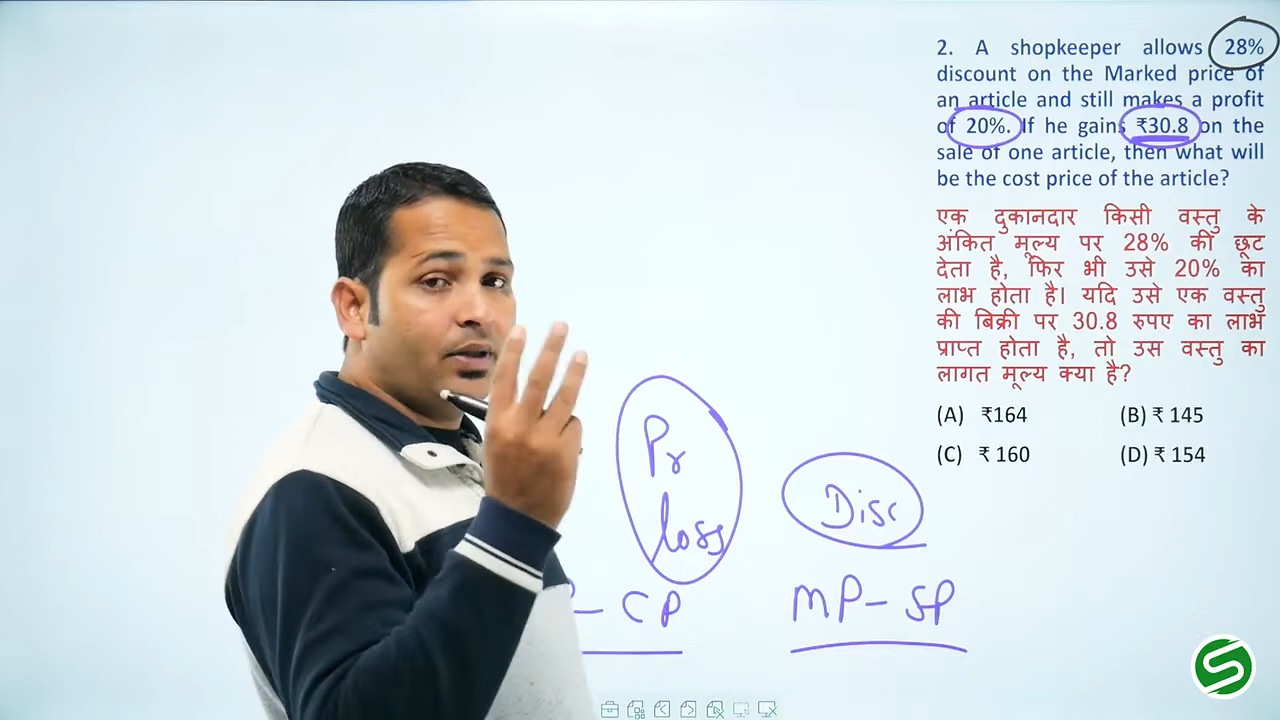 2. A shopkeeper allows 28%
discount on the Marked price of
an article and still makes a profit
of 20%. If he gains ₹30.8 on the
sale of one article, then what will
be the cost price of the article?
एक दुकानदार किसी वस्तु के
अंकित मूल्य पर 28% की छूट
देता है, फिर भी उसे 20% का
लाभ होता है। यदि उसे एक वस्तु
की बिक्री पर 30.8 रुपए का लाभ
प्राप्त होता है, तो उस वस्तु का
लागत मूल्य क्या है?
(A) ₹164 (B) ₹ 145
(C) ₹ 160 (D) ₹ 154
Pr
loss
Disc
– CP
MP – SP
S